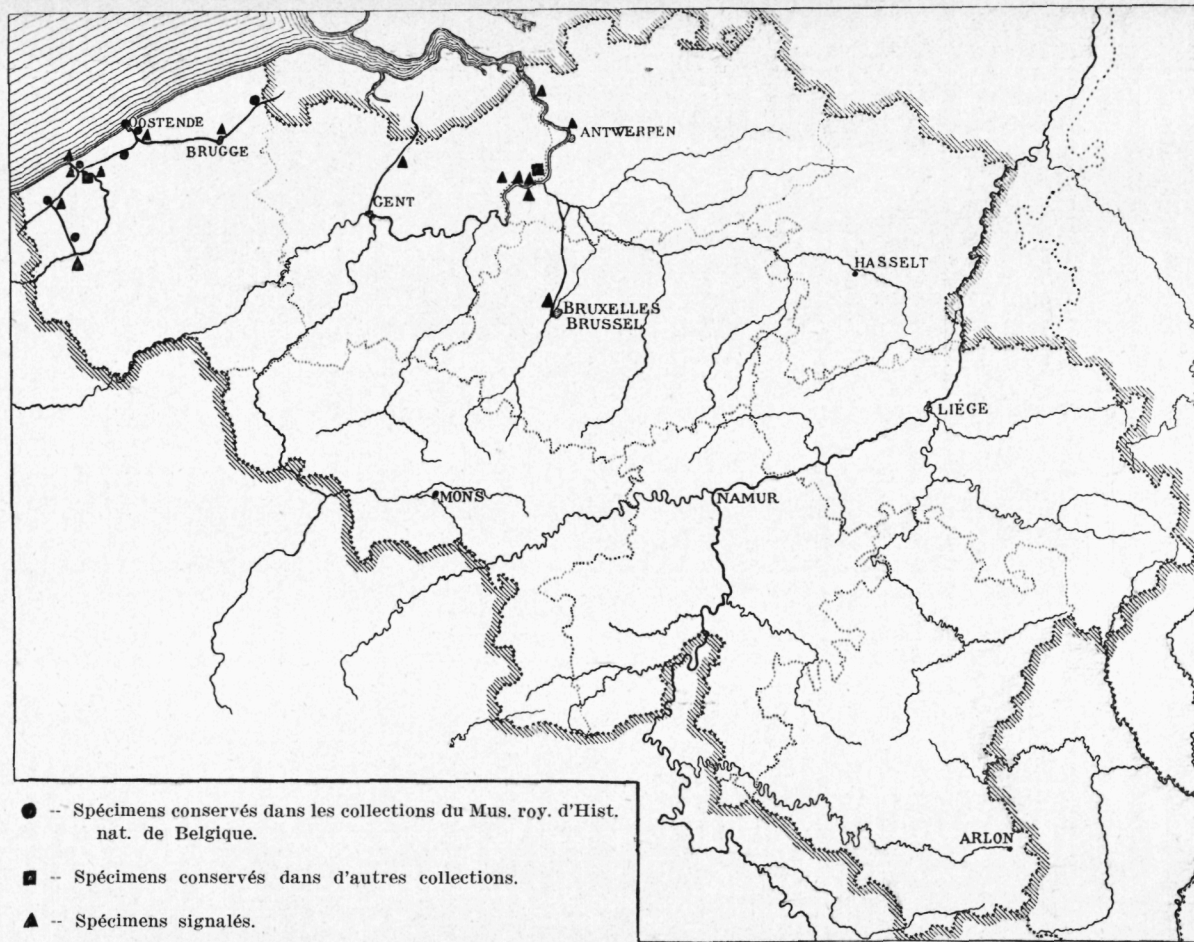 OOSTENDE
BRUGGE
ANTWERPEN
GENT
HASSELT
BRUXELLES
BRUSSEL
LIÉGE
MONS
NAMUR
ARLON
● -- Spécimens conservés dans les collections du Mus. roy. d'Hist.
nat. de Belgique.
■ -- Spécimens conservés dans d'autres collections.
▲ -- Spécimens signalés.